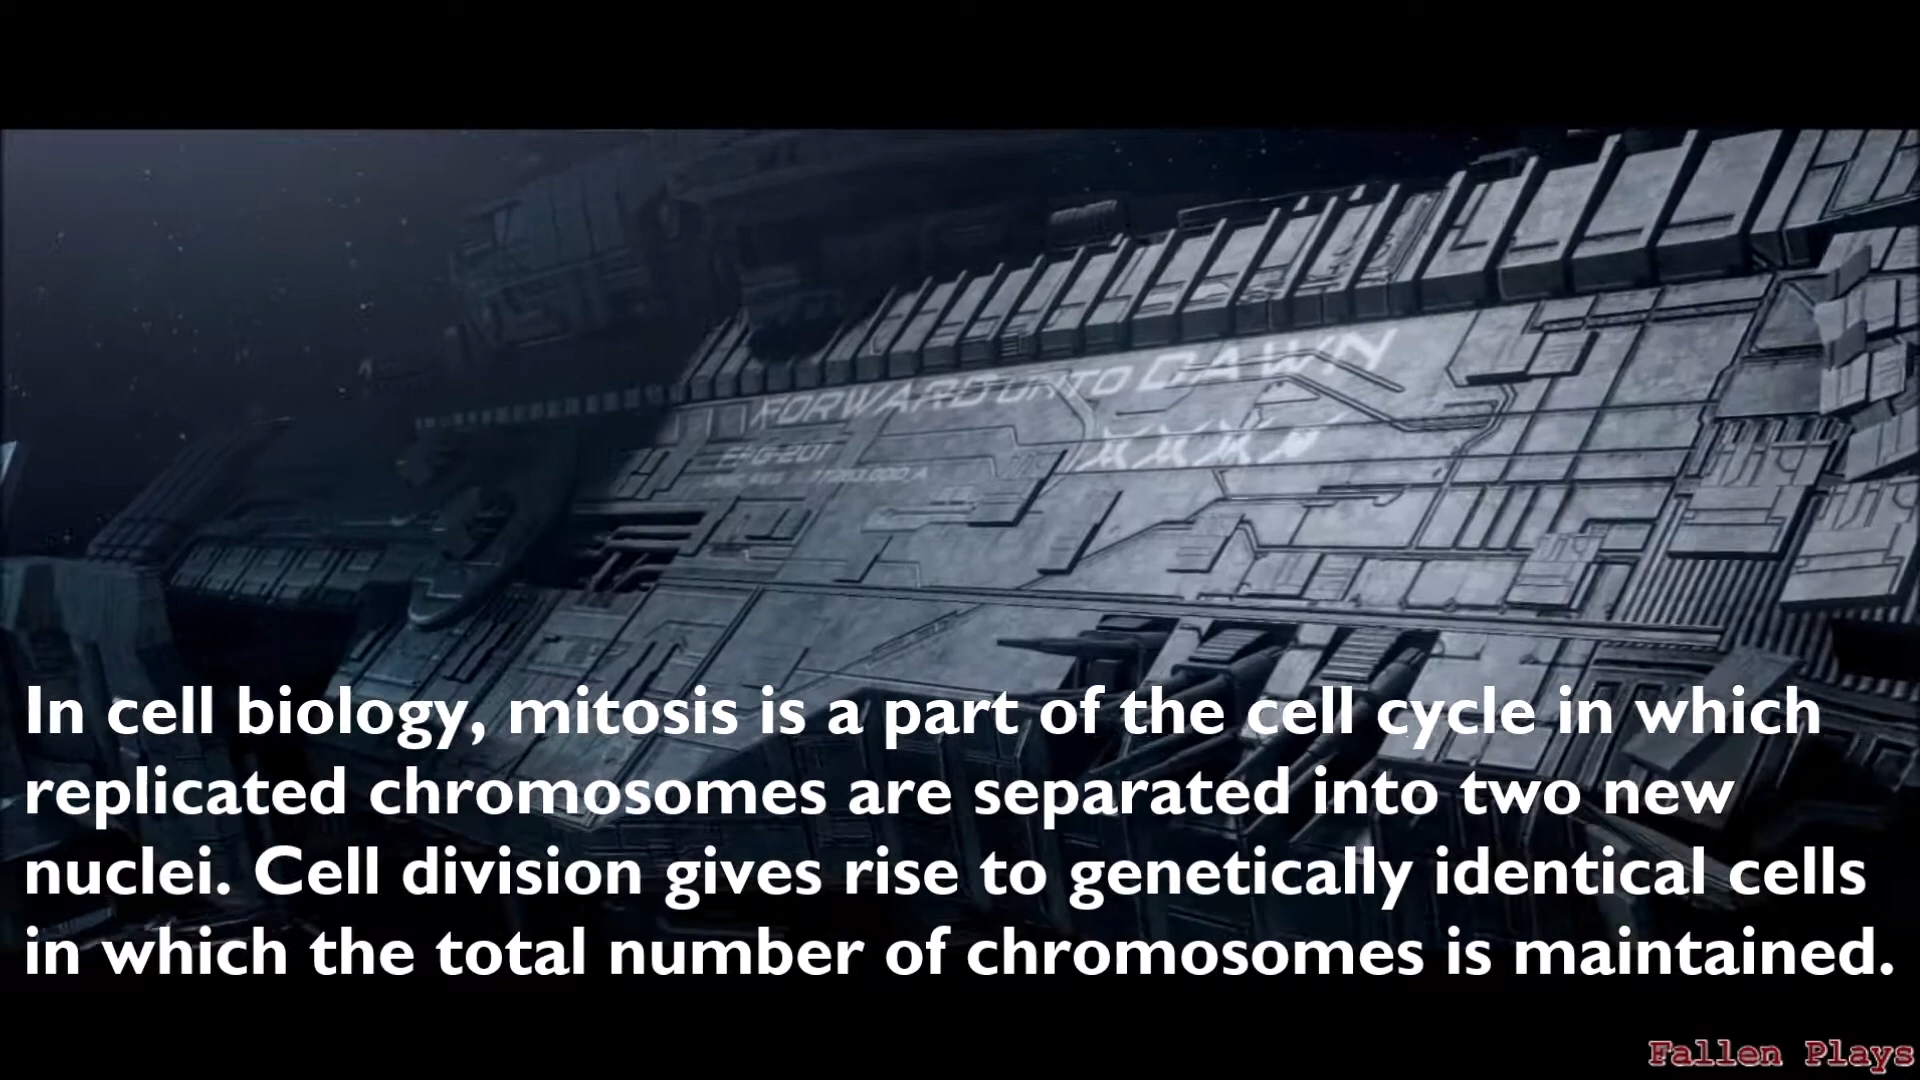 FORWARD UNTO DAWN
In cell biology, mitosis is a part of the cell cycle in which
replicated chromosomes are separated into two new
nuclei. Cell division gives rise to genetically identical cells
in which the total number of chromosomes is maintained.
Fallen Plays